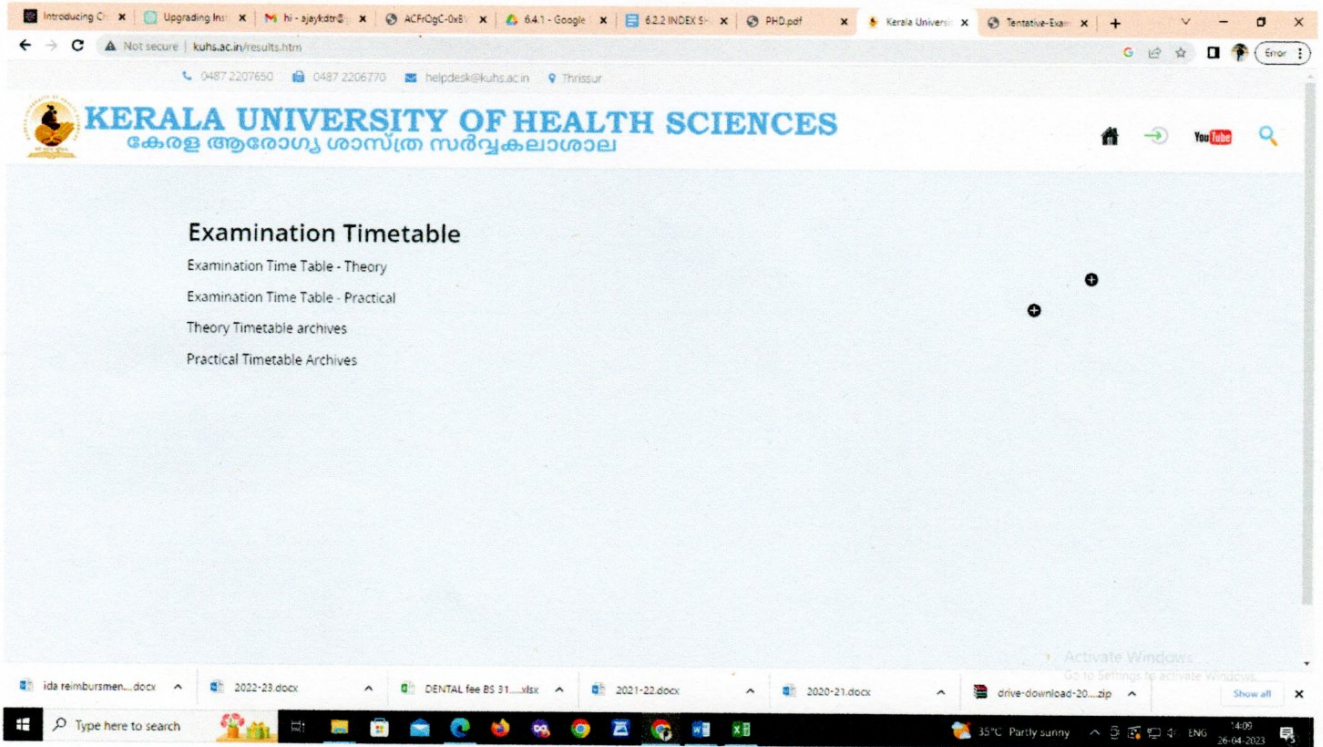 Introducing Ch
Upgrading Ins
hi - ajaykdtr@
ACFrOgC-0xB
6.4.1 - Google
6.2.2 INDEX S
PHD.pdf
Kerala Univers
Tentative-Exam
Not secure | kuhs.ac.in/results.htm
Error
0487 2207650 0487 2206770 helpdesk@kuhs.ac.in Thrissur
KERALA UNIVERSITY OF HEALTH SCIENCES
കേരള ആരോഗ്യ ശാസ്ത്ര സർവ്വകലാശാല
YouTube
Examination Timetable
Examination Time Table - Theory
Examination Time Table - Practical
Theory Timetable archives
Practical Timetable Archives
Activate Windows
Go to Settings to activate Windows.
ida reimbursmen....docx
2022-23.docx
DENTAL fee BS 31.....xlsx
2021-22.docx
2020-21.docx
drive-download-20....zip
Show all
Type here to search
35°C Partly sunny
ENG
14:09
26-04-2023